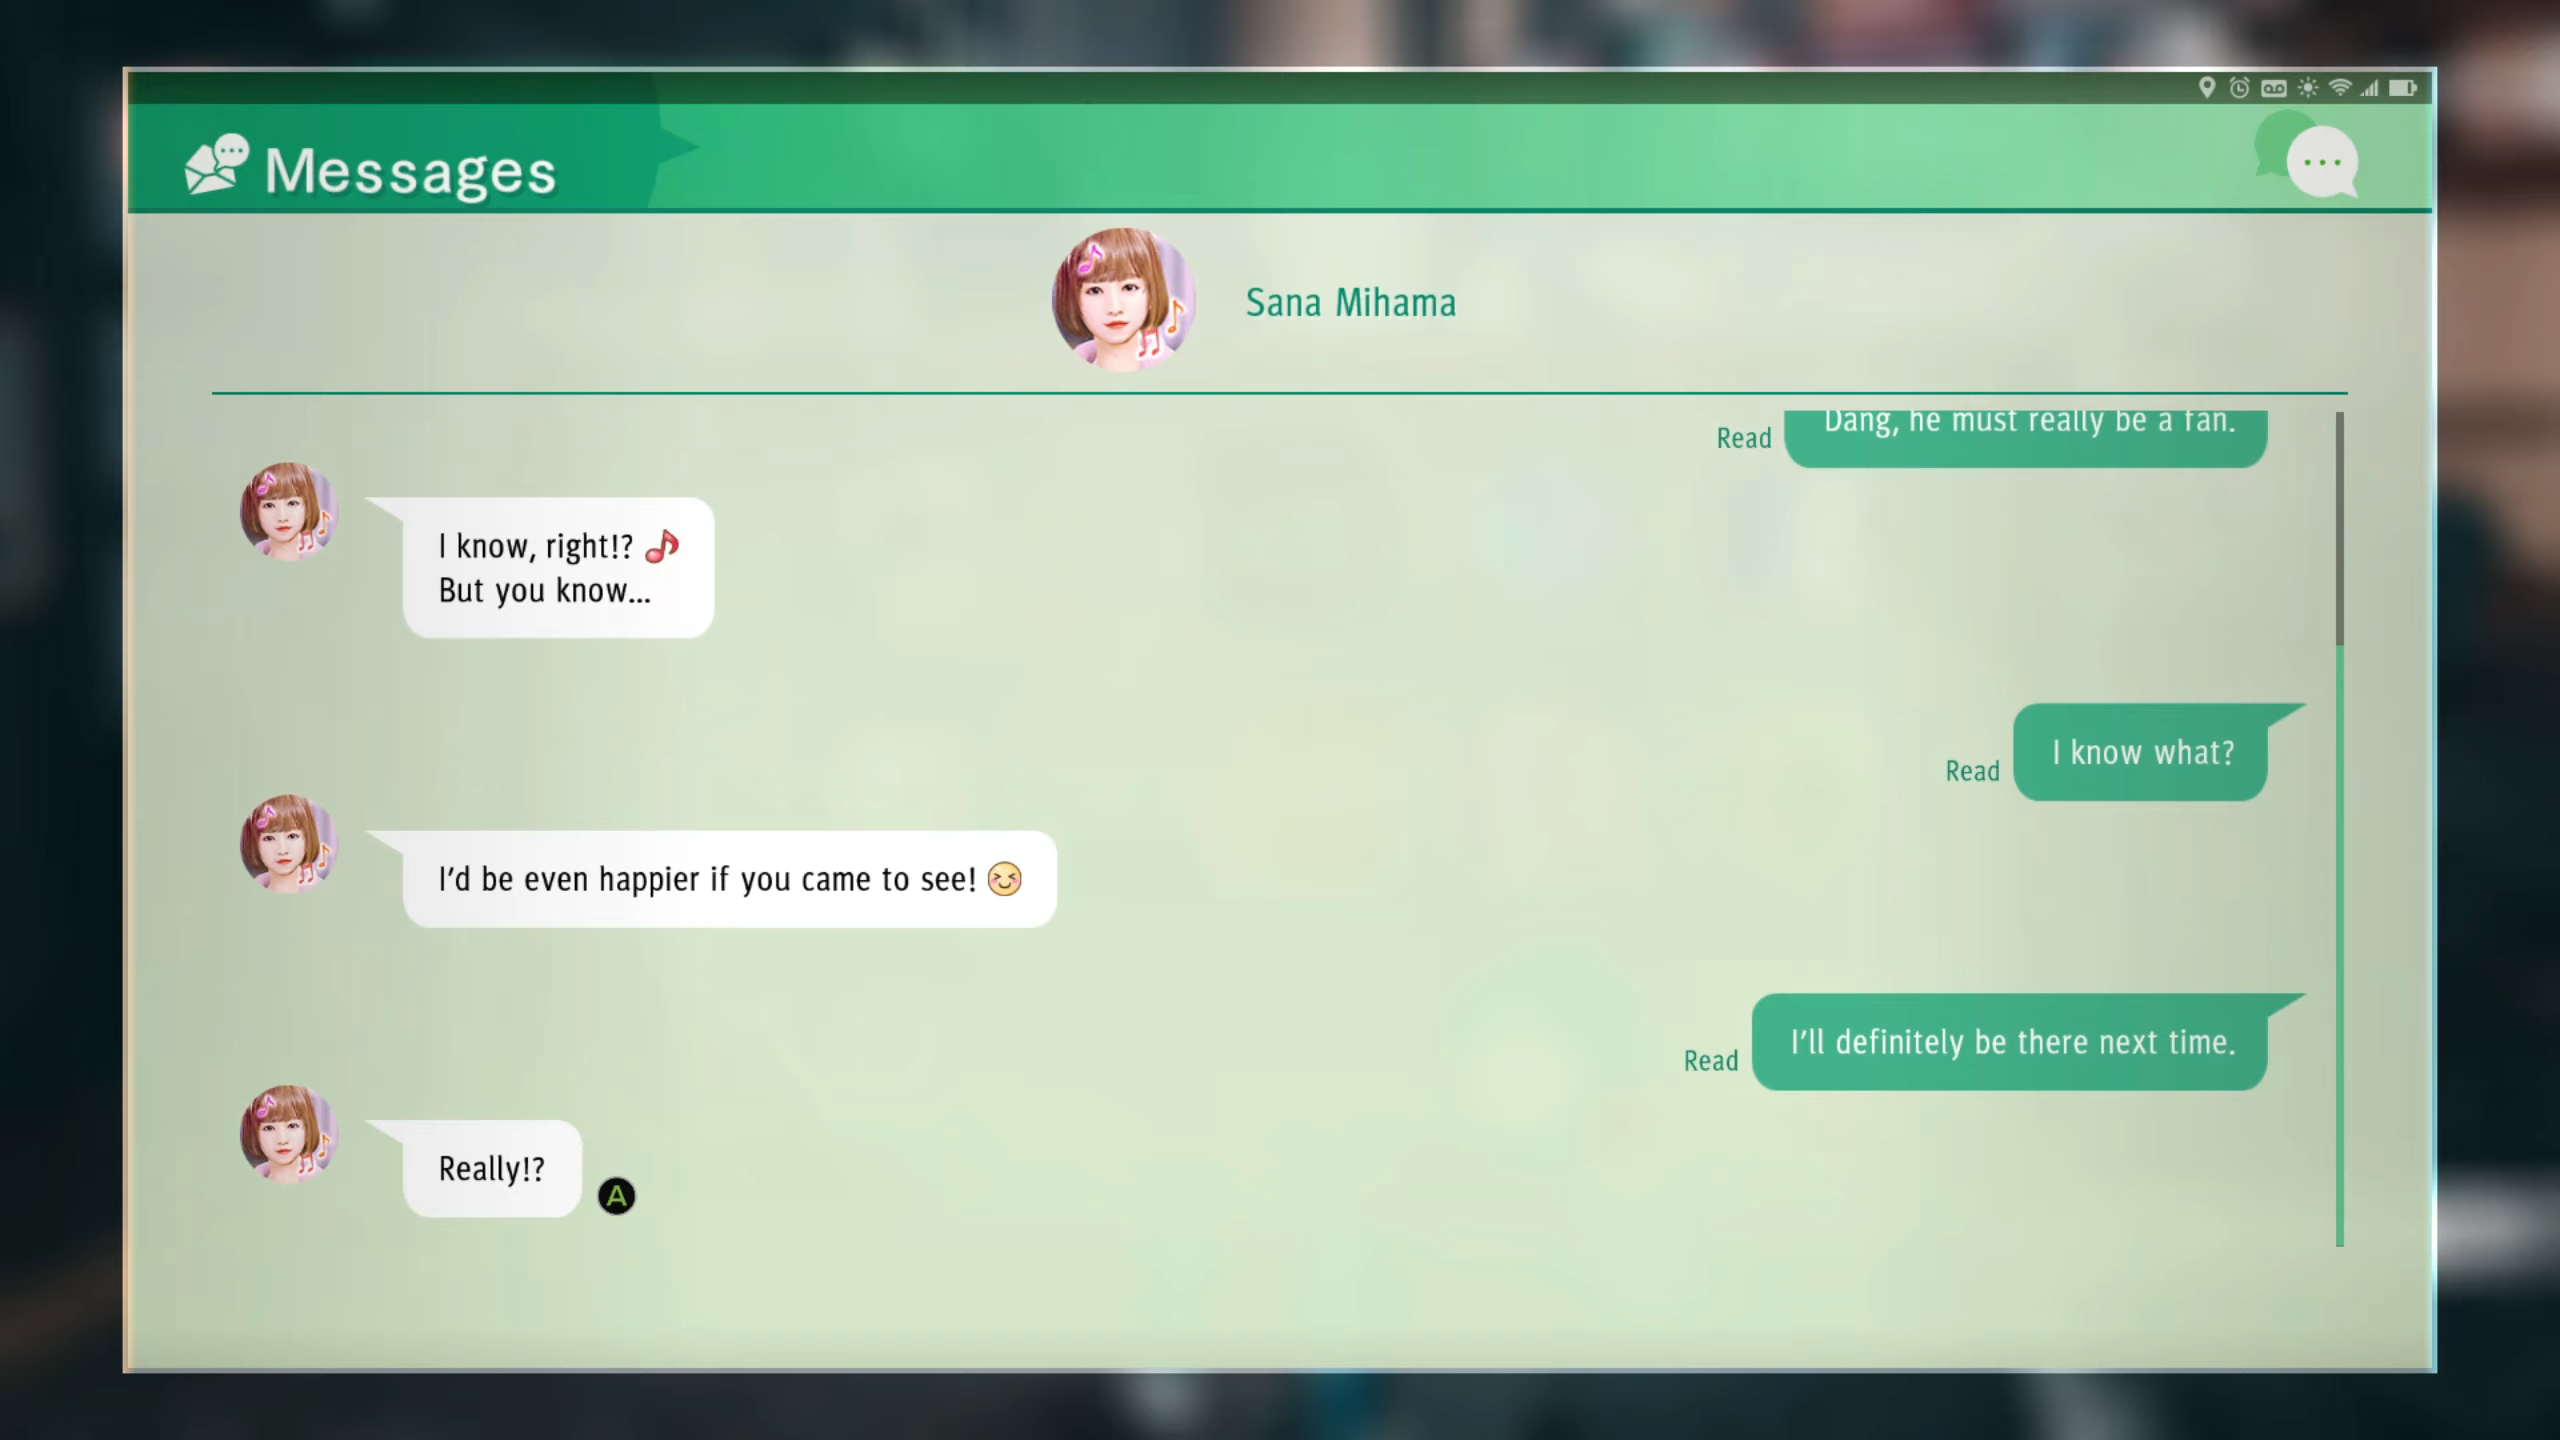 Messages
Sana Mihama
Dang, he must really be a fan.
Read
I know, right!?
But you know...
I know what?
Read
I'd be even happier if you came to see!
I'll definitely be there next time.
Read
Really!?
A